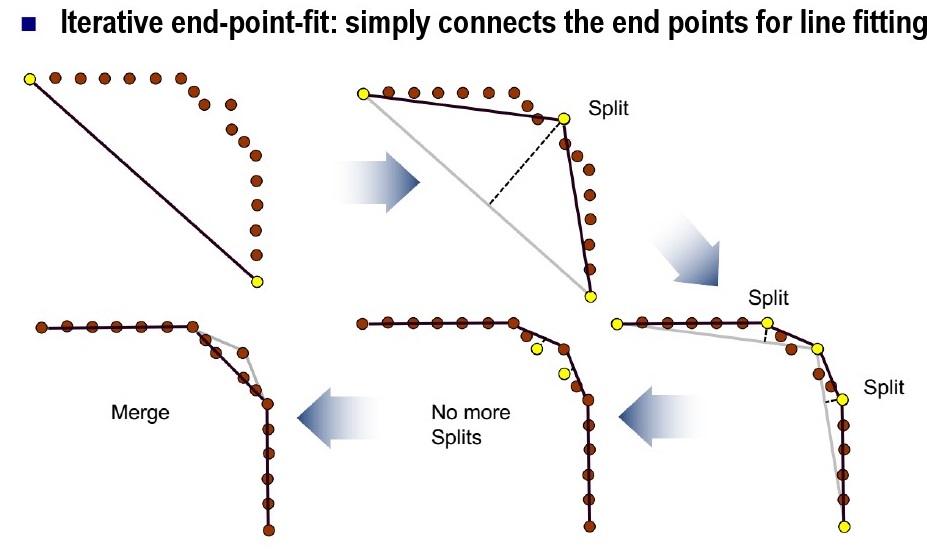 Iterative end-point-fit: simply connects the end points for line fitting
Split
Split
Split
No more
Splits
Merge